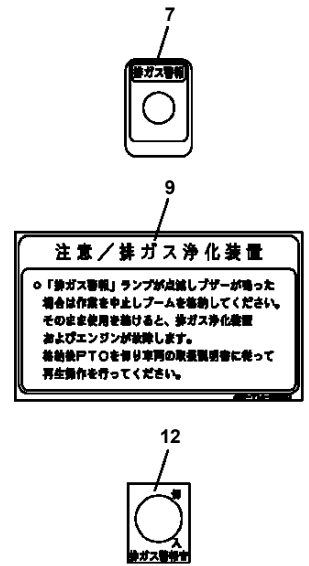 7
排ガス警報
9
注意/排ガス浄化装置
○「排ガス警報」ランプが点滅しブザーが鳴った
場合は作業を中止しブームを格納してください。
そのまま使用を続けると、排ガス浄化装置
およびエンジンが故障します。
格納後PTOを切り車両の取扱説明書に従って
再生操作を行ってください。
12
切
入
排ガス警報音